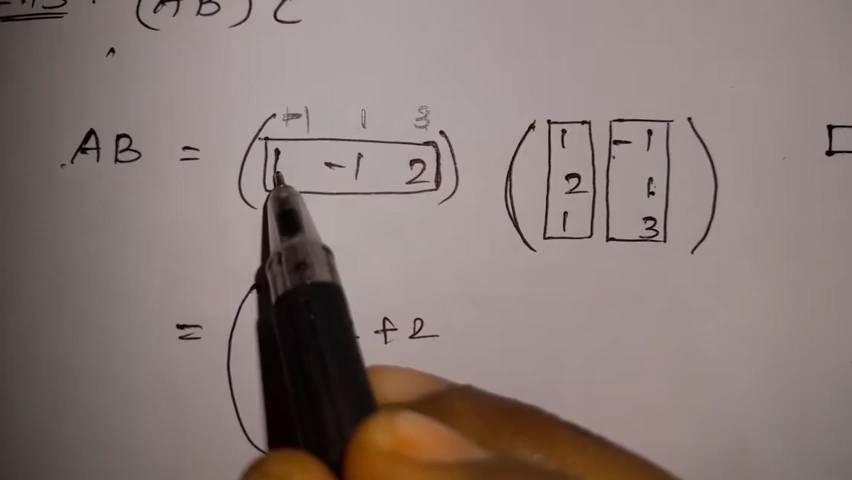 (AB) C
-1 1 3
AB = (1 -1 2) (1 -1
2 1
1 3)
= ( + 2